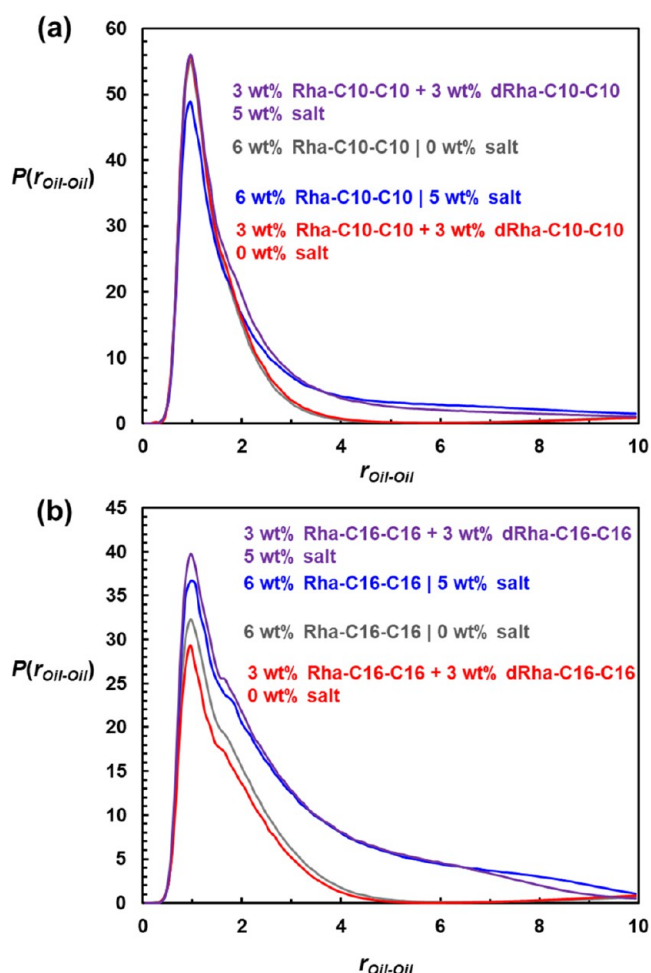 (a)
60
50
40
30
20
10
0
P(rOil-Oil)
3 wt% Rha-C10-C10 + 3 wt% dRha-C10-C10
5 wt% salt
6 wt% Rha-C10-C10 | 0 wt% salt
6 wt% Rha-C10-C10 | 5 wt% salt
3 wt% Rha-C10-C10 + 3 wt% dRha-C10-C10
0 wt% salt
0 2 4 6 8 10
rOil-Oil
(b)
45
40
35
30
25
20
15
10
5
0
P(rOil-Oil)
3 wt% Rha-C16-C16 + 3 wt% dRha-C16-C16
5 wt% salt
6 wt% Rha-C16-C16 | 5 wt% salt
6 wt% Rha-C16-C16 | 0 wt% salt
3 wt% Rha-C16-C16 + 3 wt% dRha-C16-C16
0 wt% salt
0 2 4 6 8 10
rOil-Oil